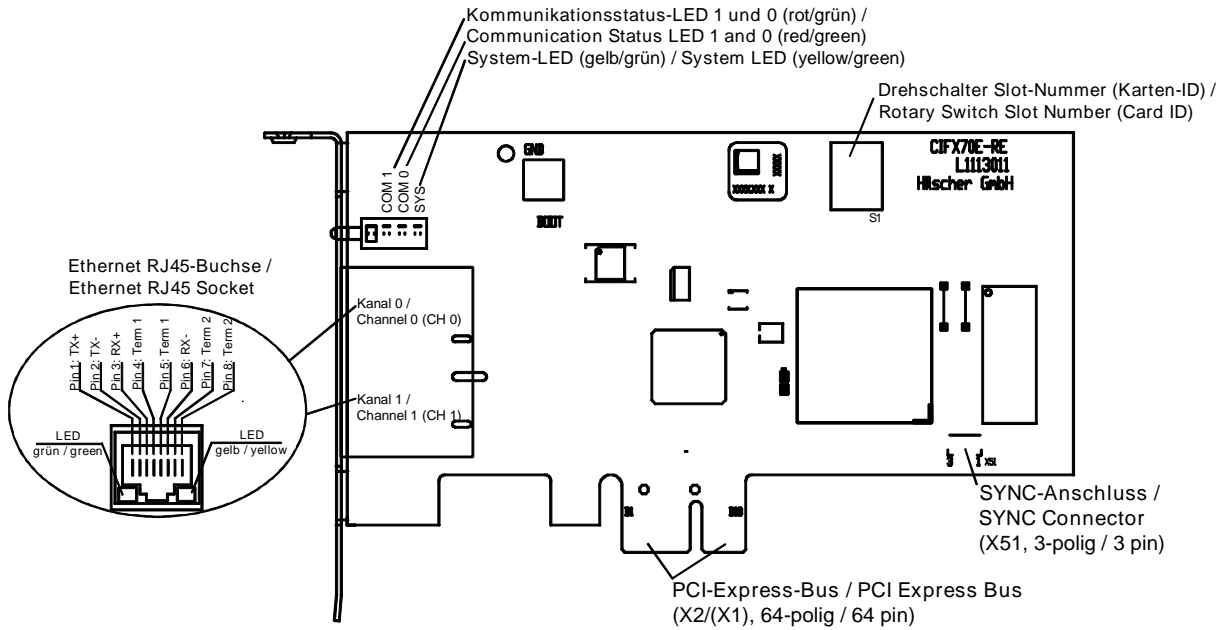 Kommunikationsstatus-LED 1 und 0 (rot/grün) /
Communication Status LED 1 and 0 (red/green)
System-LED (gelb/grün) / System LED (yellow/green)
Drehschalter Slot-Nummer (Karten-ID) /
Rotary Switch Slot Number (Card ID)
COM 1
COM 0
SYS
GND
BOOT
XXXX
XXXXXXX X
S1
CIFX70E-RE
L1113011
Hilscher GmbH
Ethernet RJ45-Buchse /
Ethernet RJ45 Socket
Pin 1: TX+
Pin 2: TX-
Pin 3: RX+
Pin 4: Term 1
Pin 5: Term 1
Pin 6: RX-
Pin 7: Term 2
Pin 8: Term 2
LED
grün / green
LED
gelb / yellow
Kanal 0 /
Channel 0 (CH 0)
Kanal 1 /
Channel 1 (CH 1)
3
1
X51
SYNC-Anschluss /
SYNC Connector
(X51, 3-polig / 3 pin)
B1
PCI-Express-Bus / PCI Express Bus
(X2/(X1), 64-polig / 64 pin)